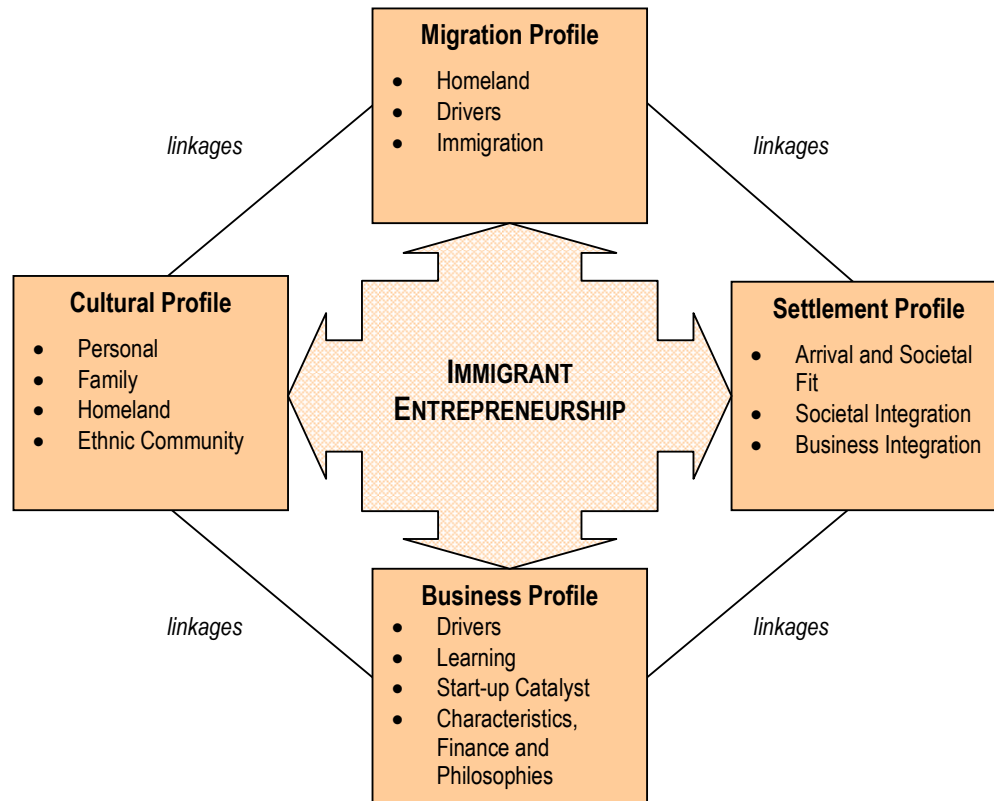 Migration Profile
• Homeland
• Drivers
• Immigration
linkages
linkages
Cultural Profile
• Personal
• Family
• Homeland
• Ethnic Community
IMMIGRANT
ENTREPRENEURSHIP
Settlement Profile
• Arrival and Societal
Fit
• Societal Integration
• Business Integration
linkages
linkages
Business Profile
• Drivers
• Learning
• Start-up Catalyst
• Characteristics,
Finance and
Philosophies